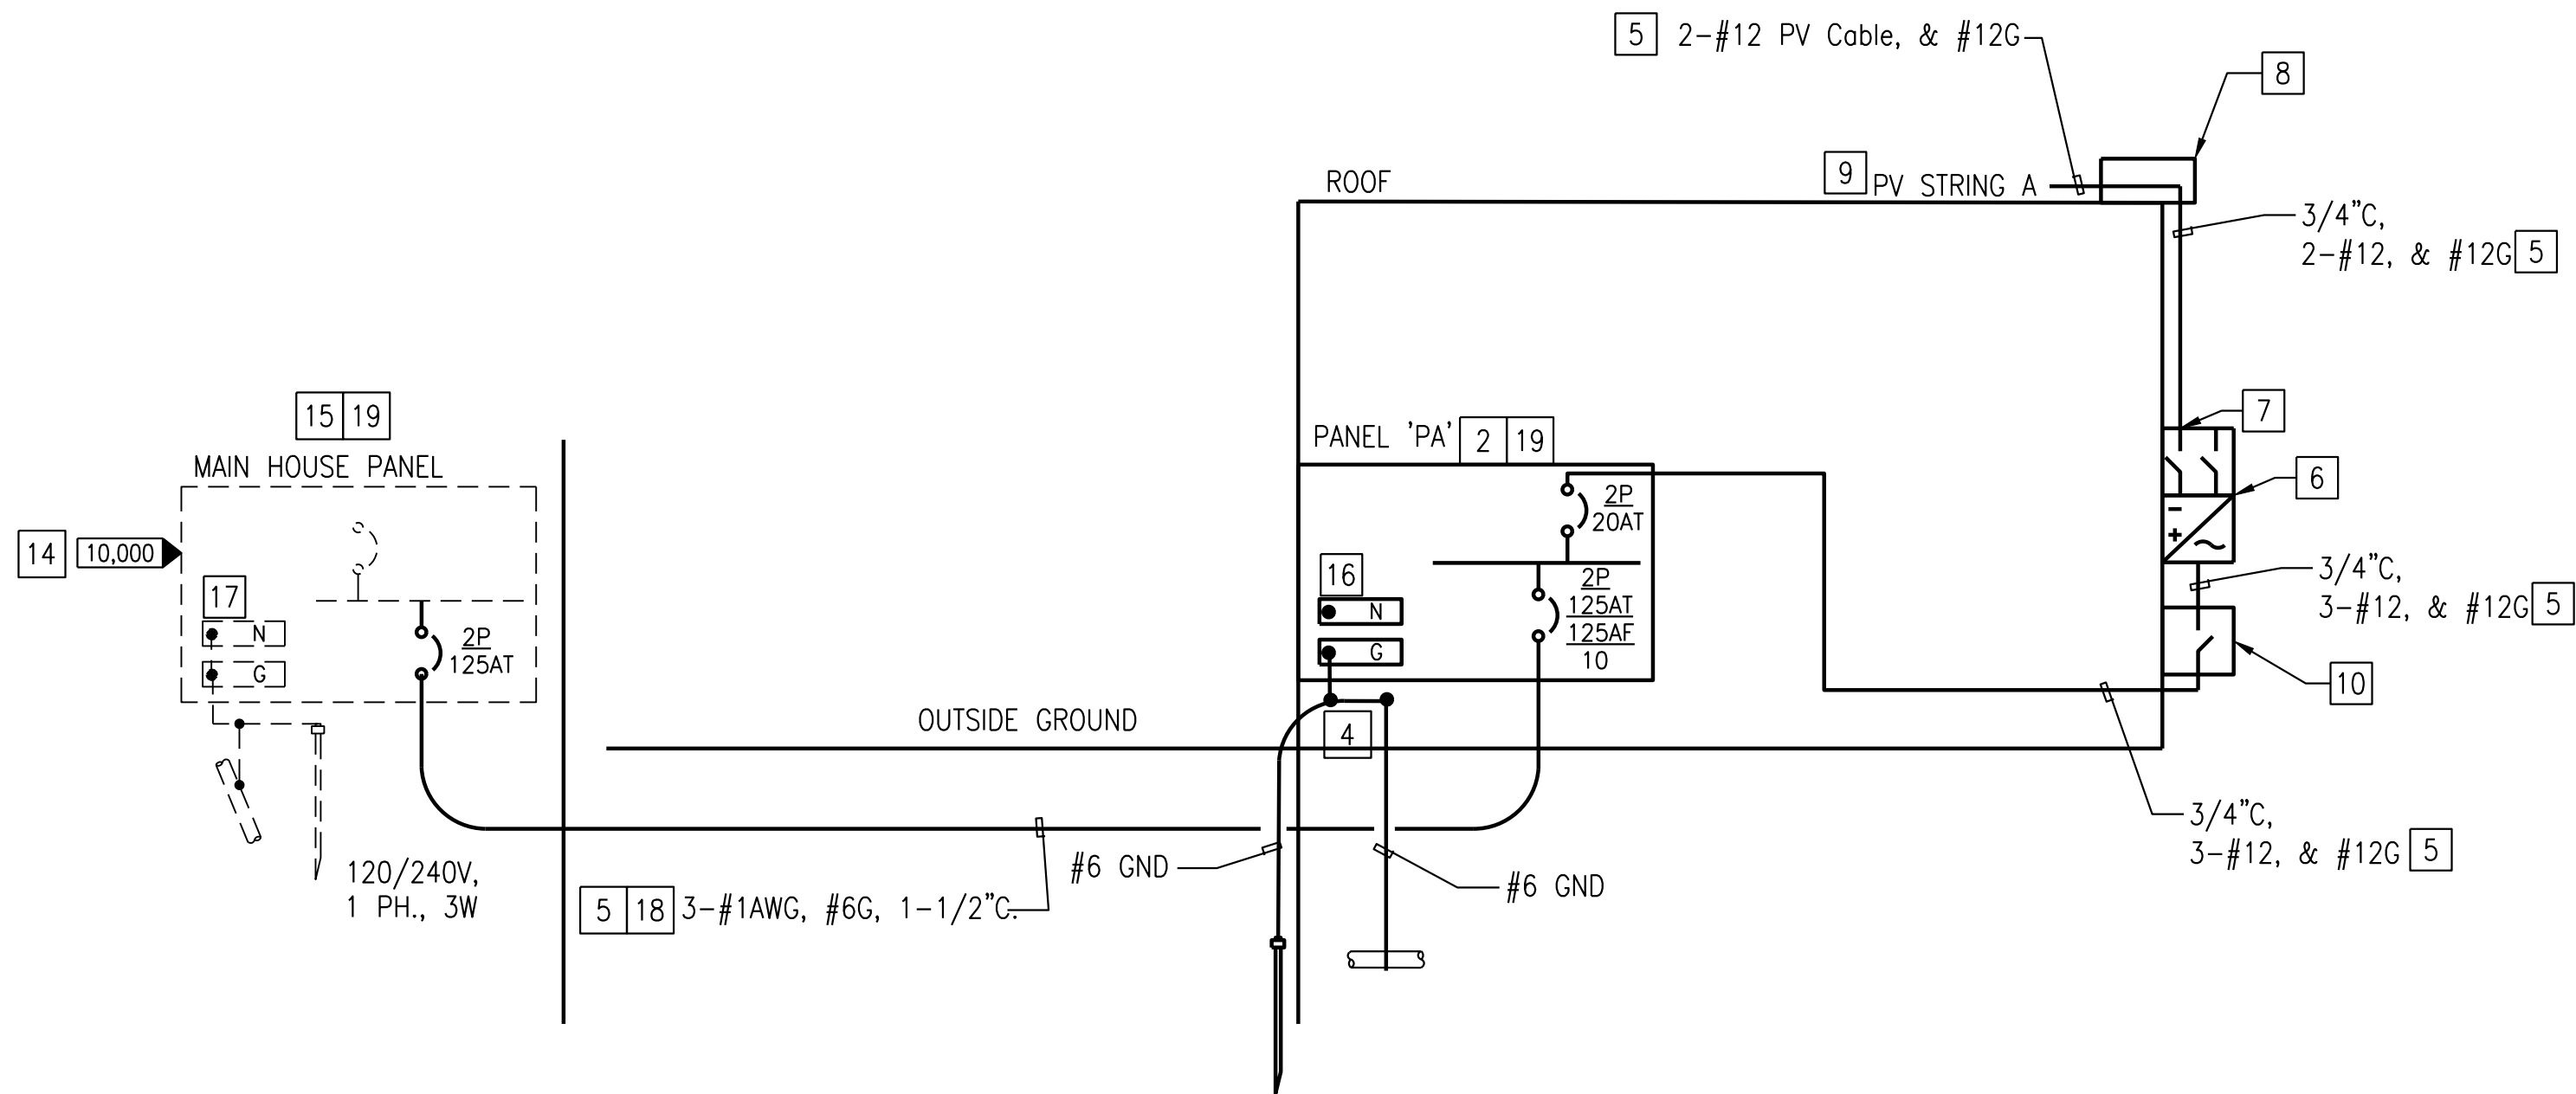 5 2-#12 PV Cable, & #12G
8
ROOF
9 PV STRING A
3/4"C,
2-#12, & #12G 5
15 19
MAIN HOUSE PANEL
14 10,000
17
N
G
2P
125AT
120/240V,
1 PH., 3W
OUTSIDE GROUND
5 18 3-#1AWG, #6G, 1-1/2"C.
PANEL 'PA' 2 19
2P
20AT
16
N
G
2P
125AT
125AF
10
4
#6 GND
#6 GND
7
6
3/4"C,
3-#12, & #12G 5
10
3/4"C,
3-#12, & #12G 5